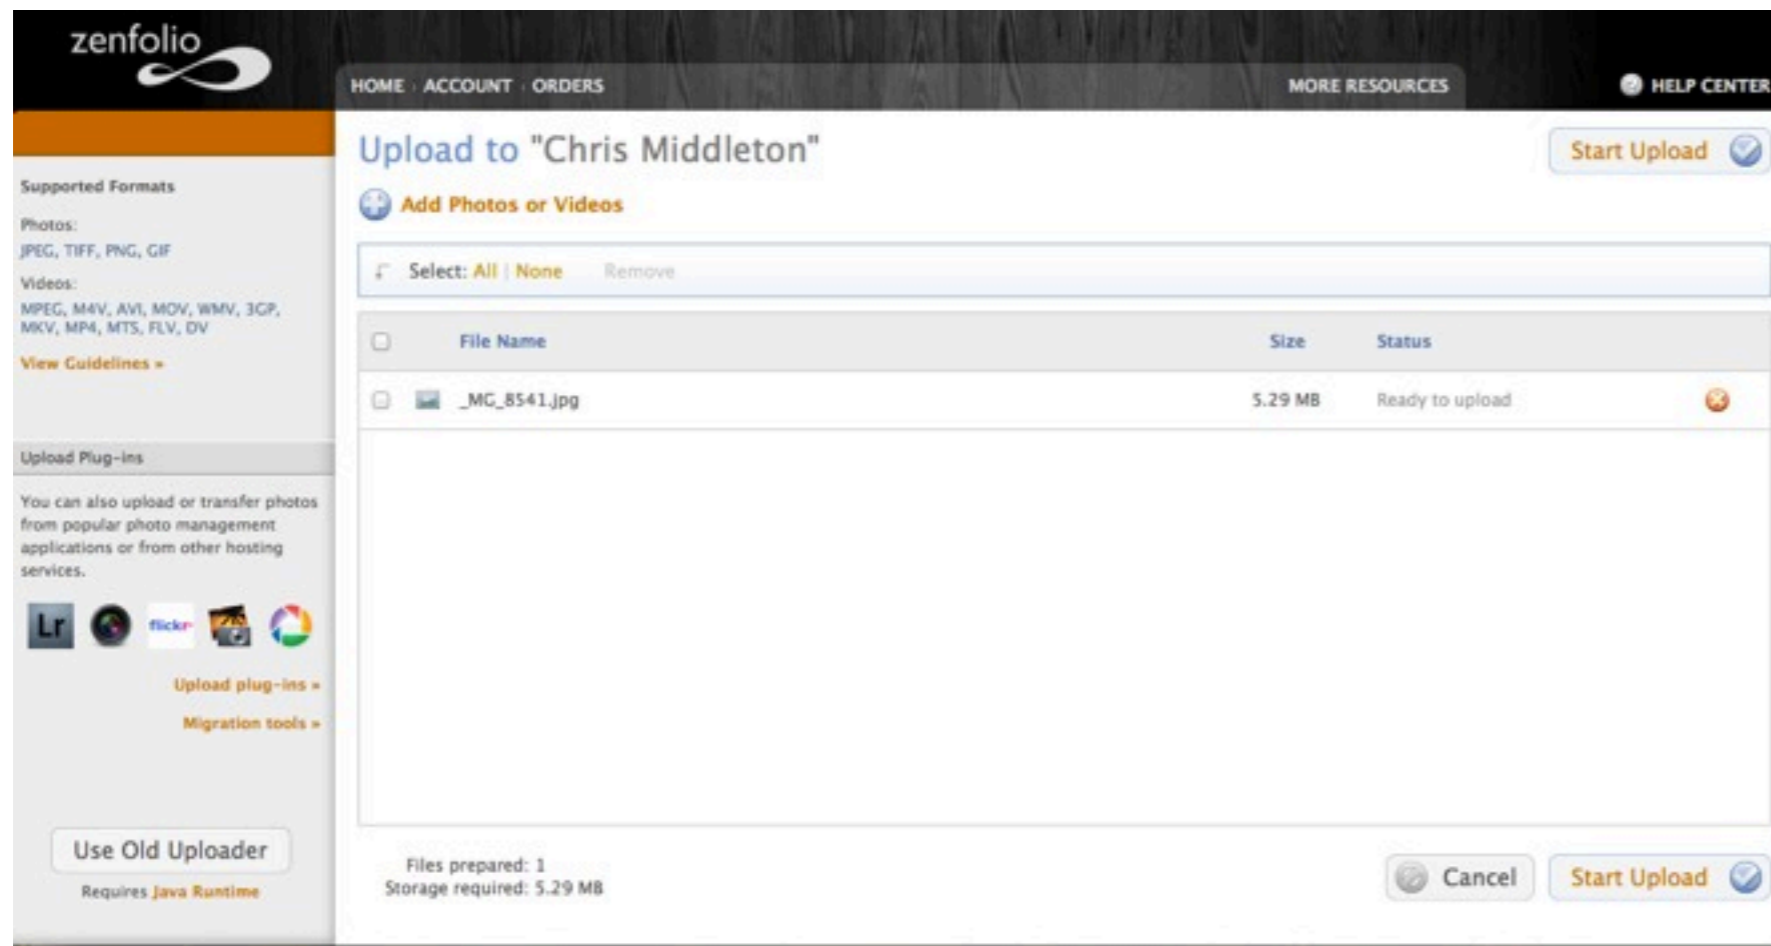 zenfolio
HOME ACCOUNT ORDERS
MORE RESOURCES
HELP CENTER
Supported Formats
Photos:
JPEG, TIFF, PNG, GIF
Videos:
MPEG, M4V, AVI, MOV, WMV, 3GP,
MKV, MP4, MTS, FLV, DV
View Guidelines »
Upload Plug-ins
You can also upload or transfer photos
from popular photo management
applications or from other hosting
services.
Lr
flickr
Upload plug-ins »
Migration tools »
Use Old Uploader
Requires Java Runtime
Upload to "Chris Middleton"
Start Upload
Add Photos or Videos
Select: All | None Remove
File Name Size Status
_MG_8541.jpg 5.29 MB Ready to upload
Files prepared: 1
Storage required: 5.29 MB
Cancel
Start Upload